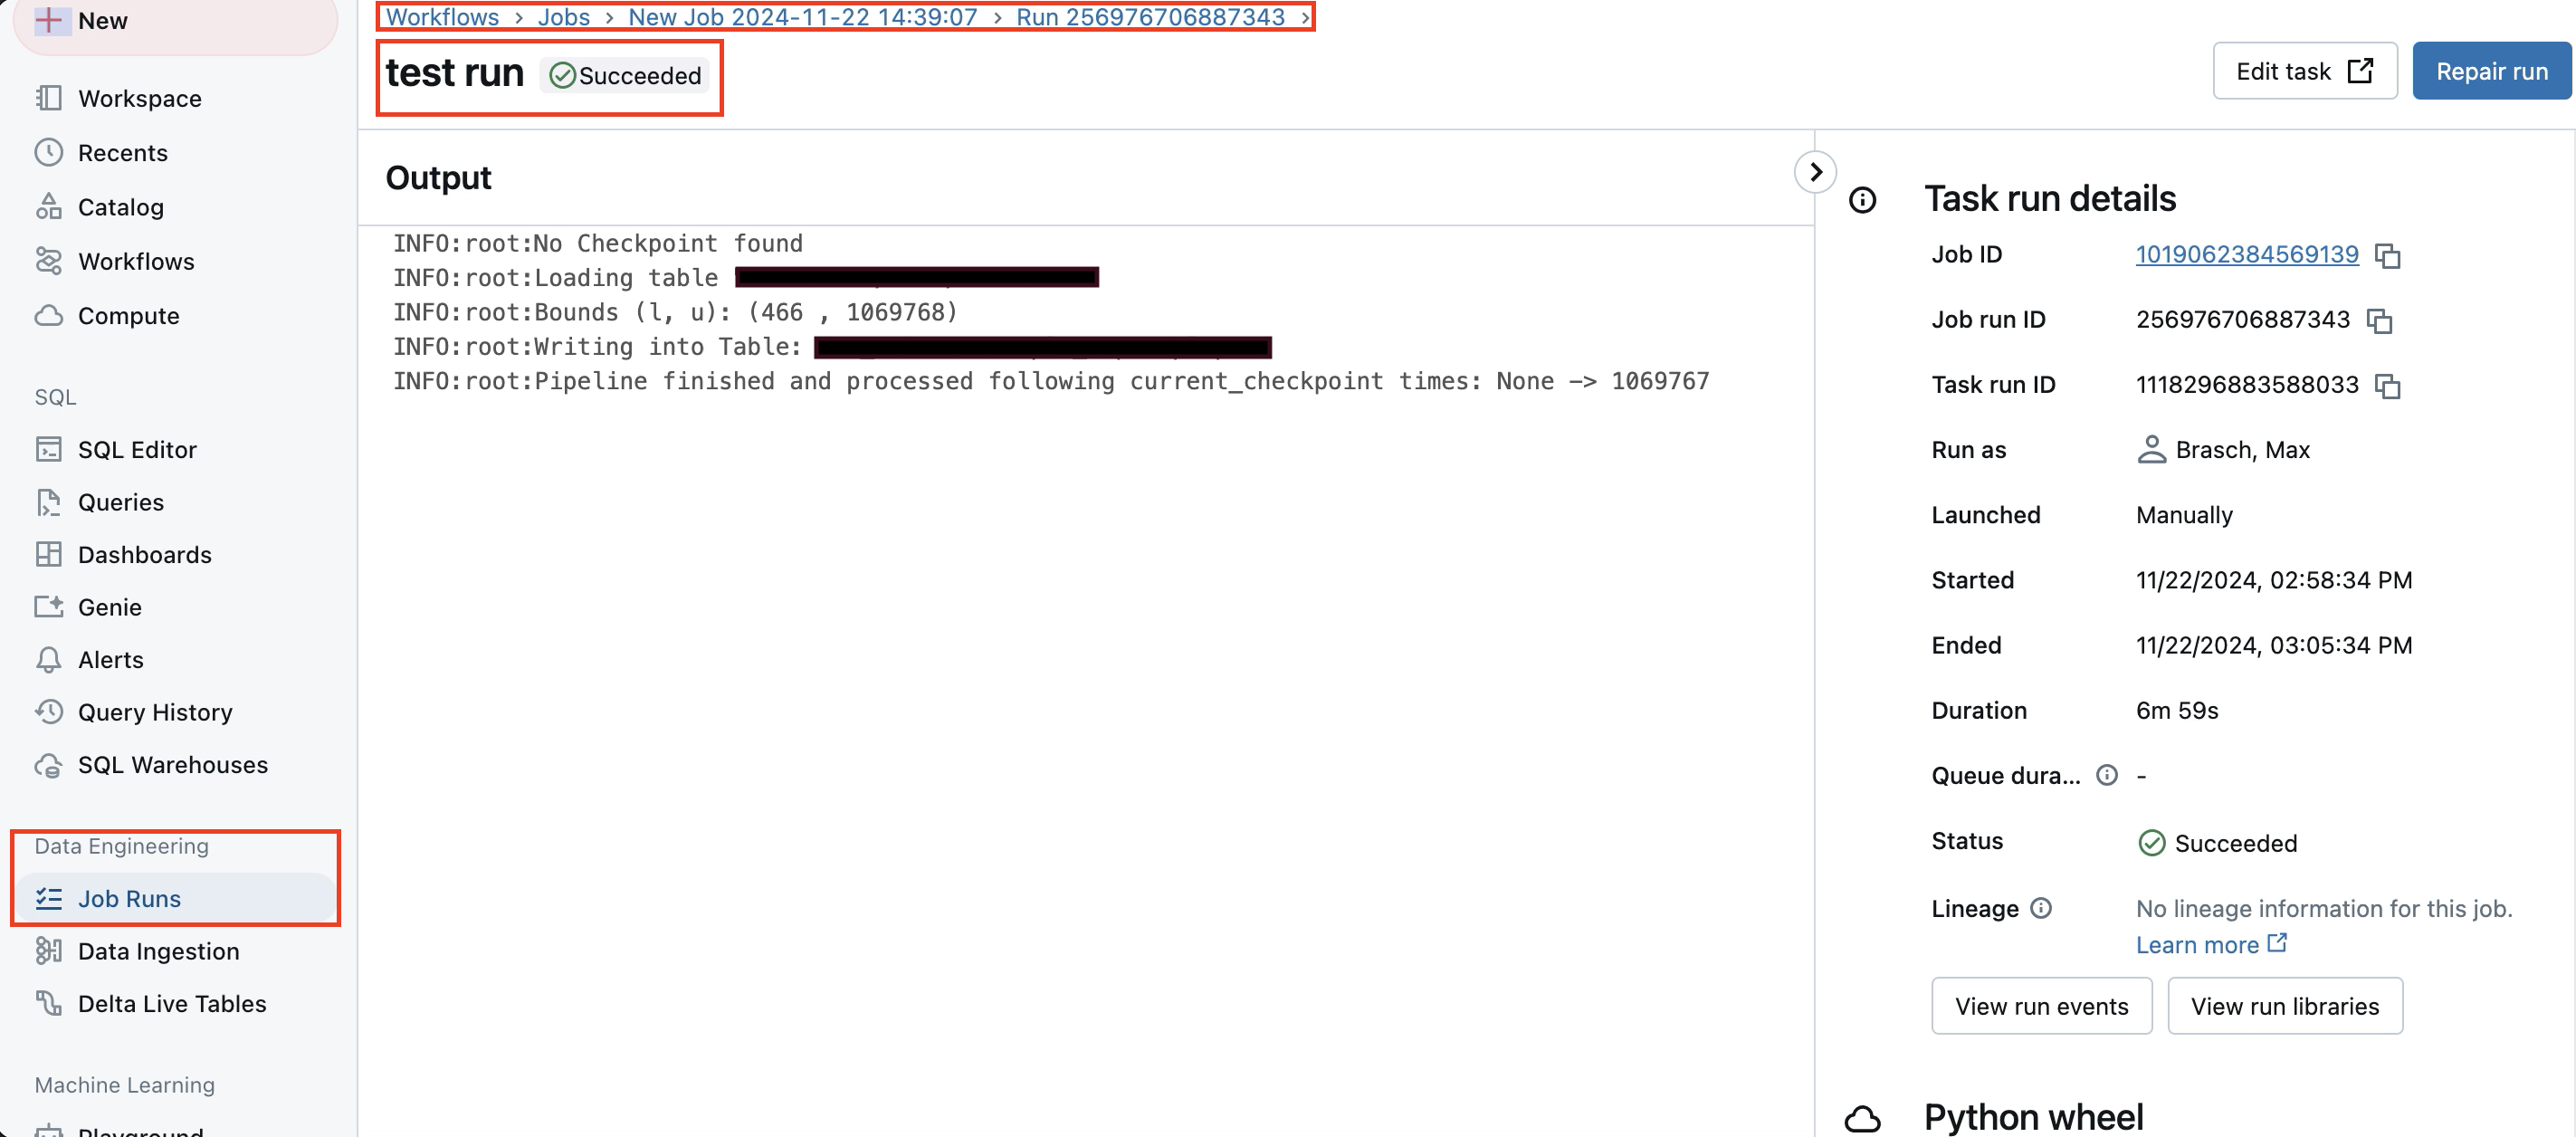 New
Workspace
Recents
Catalog
Workflows
Compute
SQL
SQL Editor
Queries
Dashboards
Genie
Alerts
Query History
SQL Warehouses
Data Engineering
Job Runs
Data Ingestion
Delta Live Tables
Machine Learning
Playground
Workflows > Jobs > New Job 2024-11-22 14:39:07 > Run 256976706887343 >
test run Succeeded
Edit task Repair run
Output
INFO:root:No Checkpoint found
INFO:root:Loading table
INFO:root:Bounds (l, u): (466 , 1069768)
INFO:root:Writing into Table:
INFO:root:Pipeline finished and processed following current_checkpoint times: None -> 1069767
Task run details
Job ID 1019062384569139
Job run ID 256976706887343
Task run ID 1118296883588033
Run as Brasch, Max
Launched Manually
Started 11/22/2024, 02:58:34 PM
Ended 11/22/2024, 03:05:34 PM
Duration 6m 59s
Queue dura... -
Status Succeeded
Lineage No lineage information for this job.
Learn more
View run events View run libraries
Python wheel